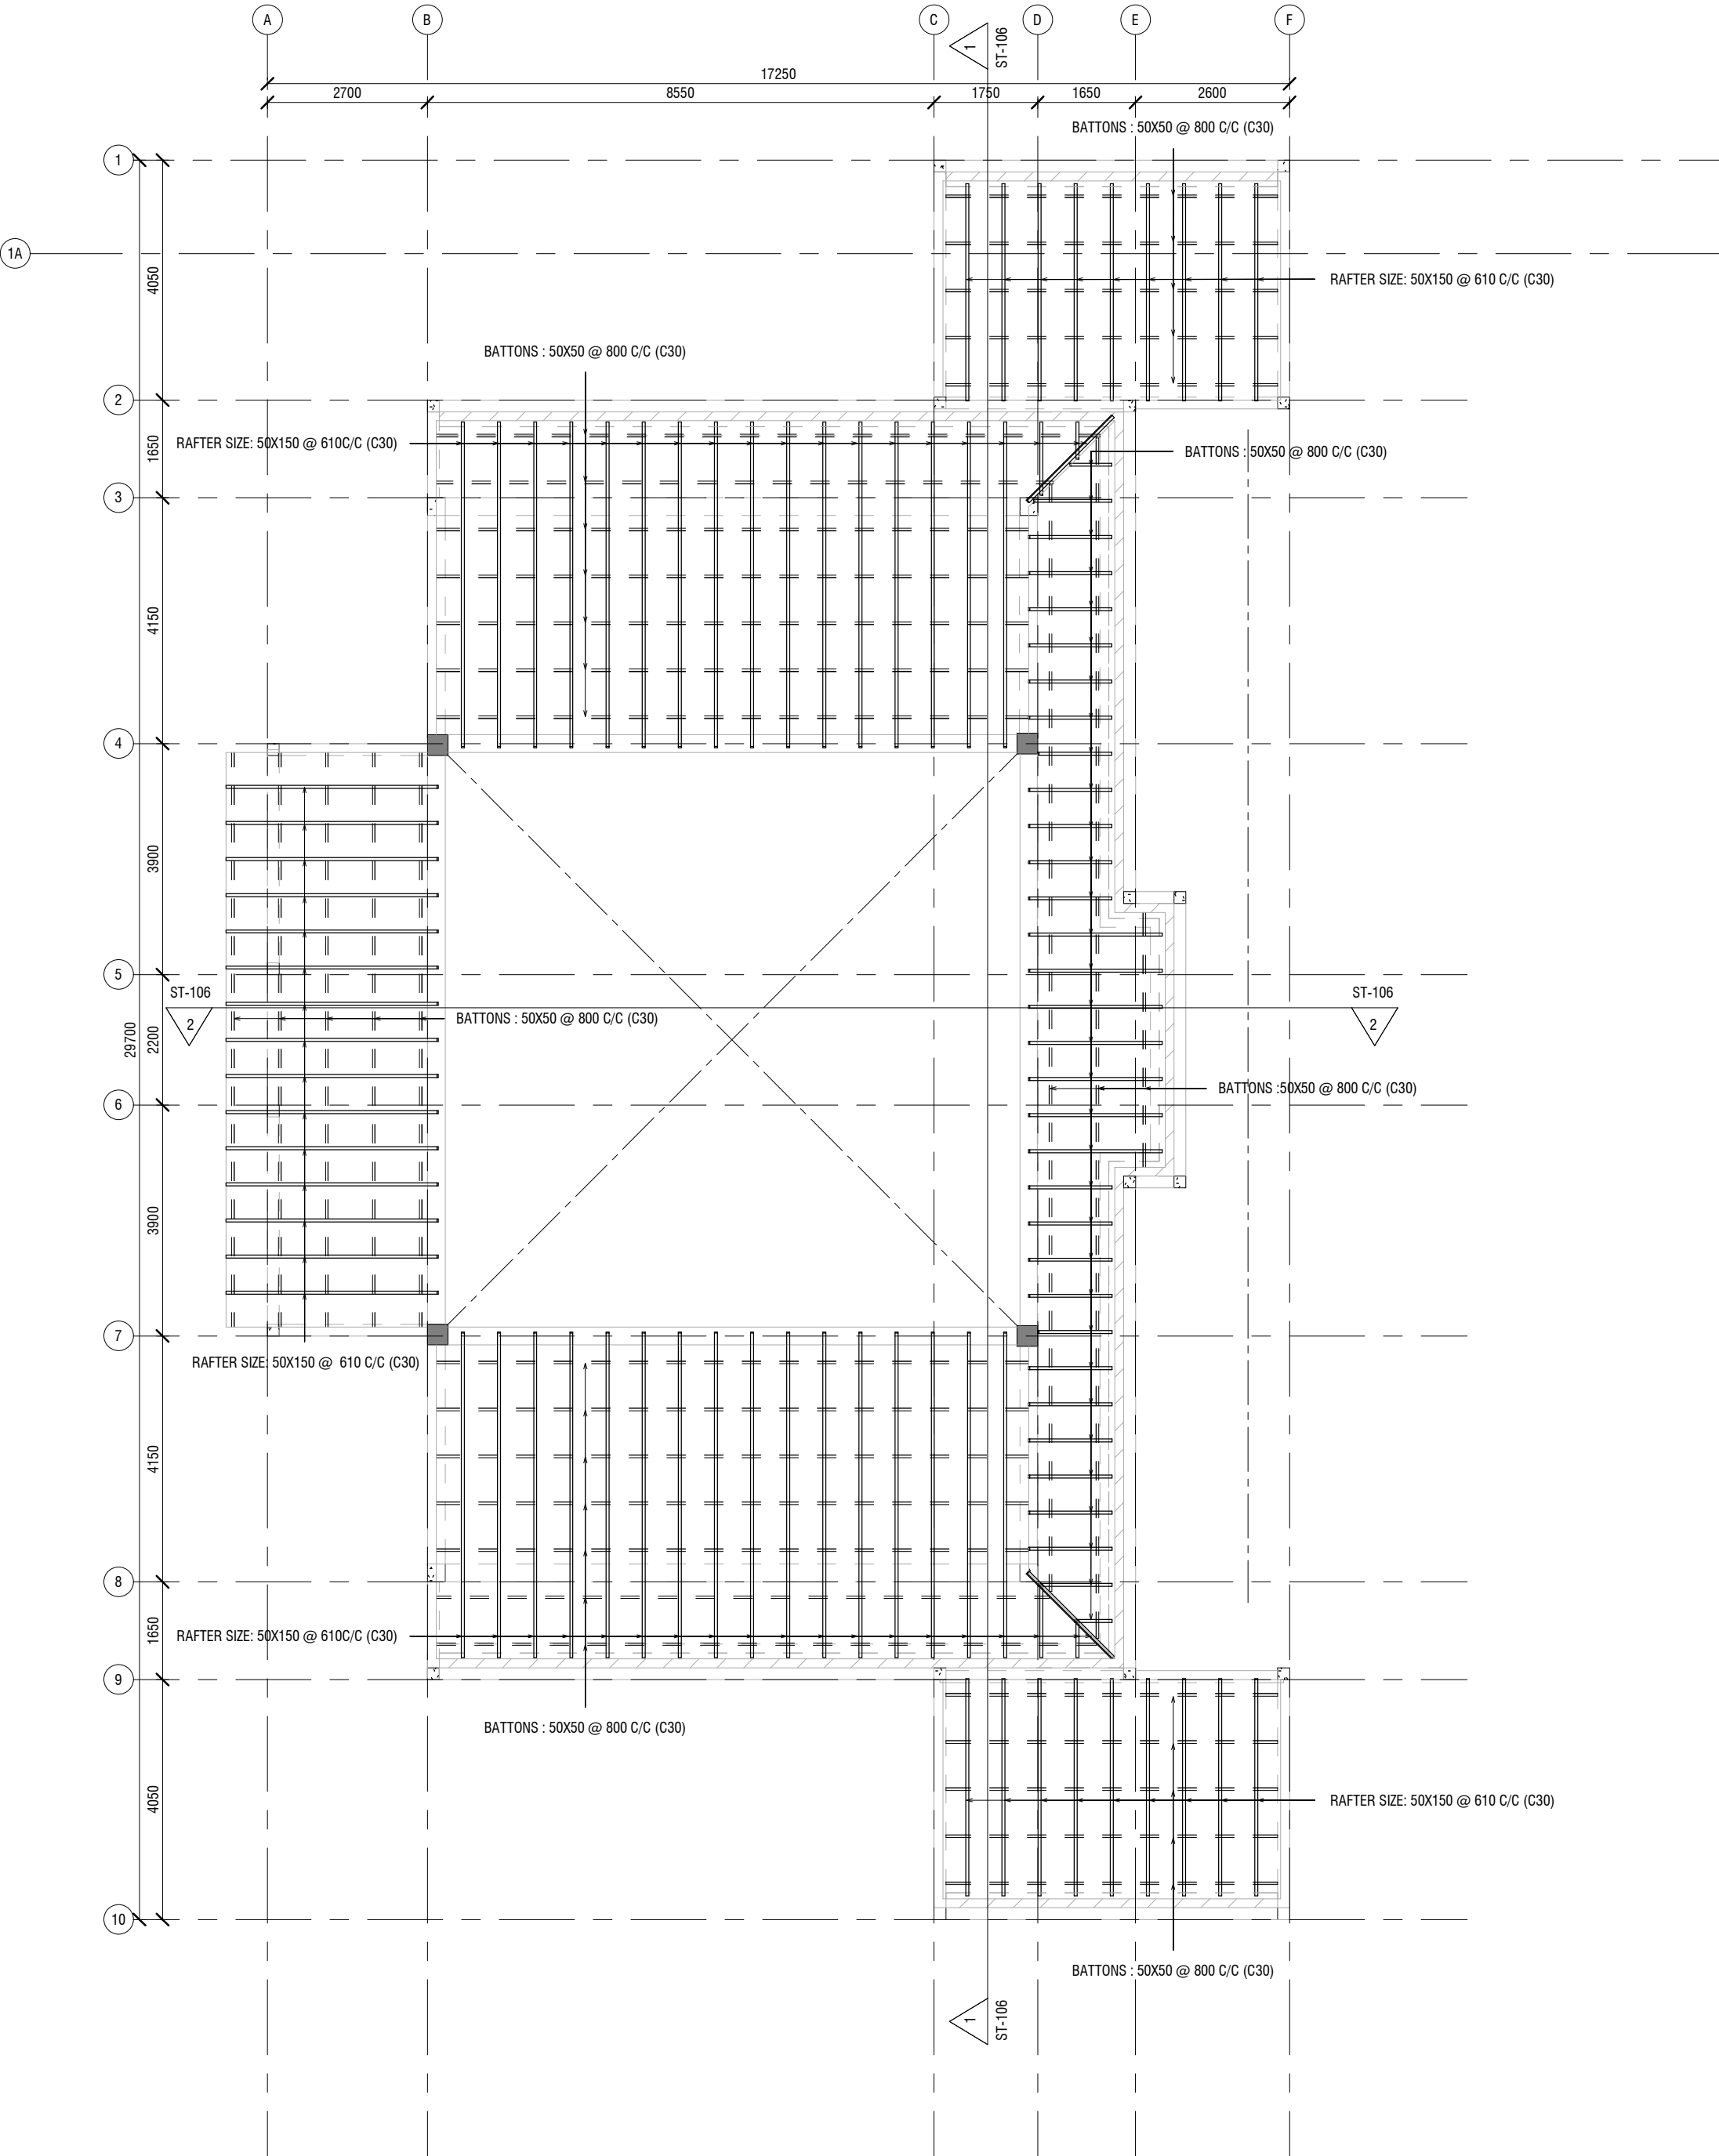 A
B
C
D
E
F
1
ST-106
17250
2700
8550
1750
1650
2600
BATTONS : 50X50 @ 800 C/C (C30)
1
1A
4050
RAFTER SIZE: 50X150 @ 610 C/C (C30)
BATTONS : 50X50 @ 800 C/C (C30)
2
RAFTER SIZE: 50X150 @ 610C/C (C30)
1650
BATTONS : 50X50 @ 800 C/C (C30)
3
4150
4
3900
5
ST-106
2
ST-106
2
BATTONS : 50X50 @ 800 C/C (C30)
29700
2200
BATTONS :50X50 @ 800 C/C (C30)
6
3900
7
RAFTER SIZE: 50X150 @  610 C/C (C30)
4150
8
1650
RAFTER SIZE: 50X150 @ 610C/C (C30)
9
BATTONS : 50X50 @ 800 C/C (C30)
4050
RAFTER SIZE: 50X150 @ 610 C/C (C30)
10
BATTONS : 50X50 @ 800 C/C (C30)
1
ST-106